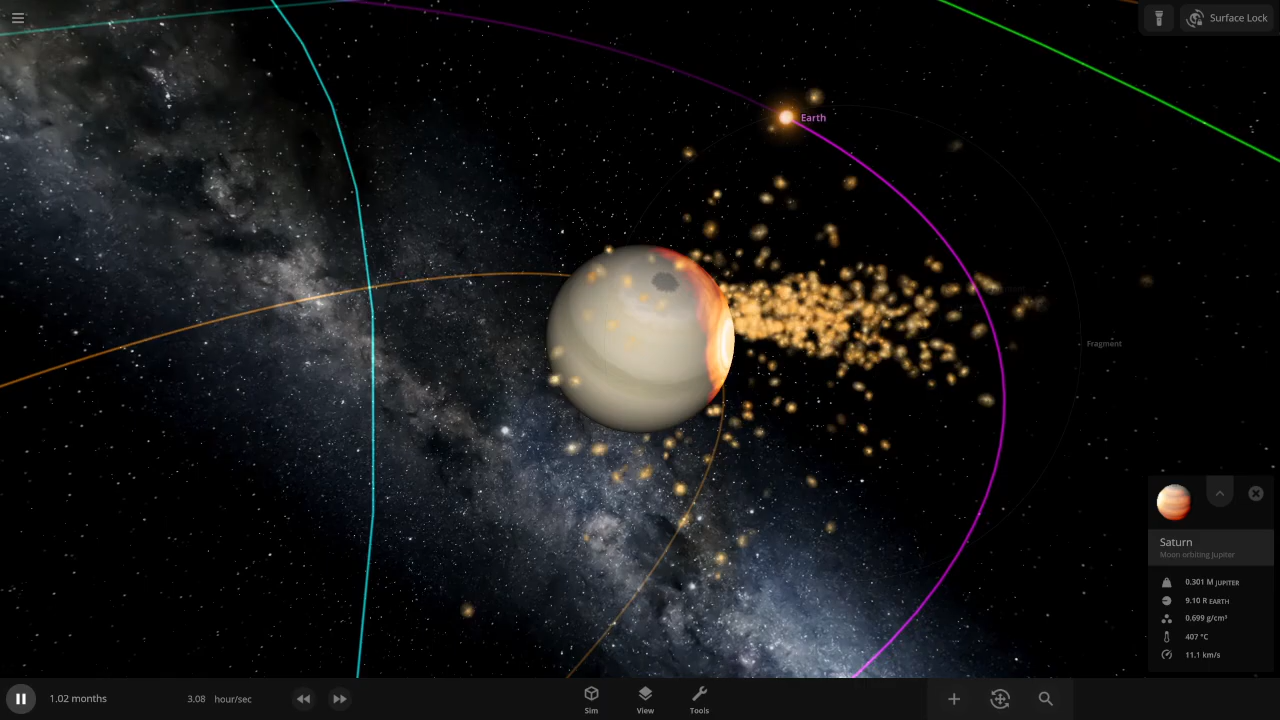 Surface Lock
Earth
Fragment
Saturn
Moon orbiting Jupiter
0.301 M JUPITER
9.10 R EARTH
0.699 g/cm³
407 °C
11.1 km/s
1.02 months
3.08 hour/sec
Sim
View
Tools